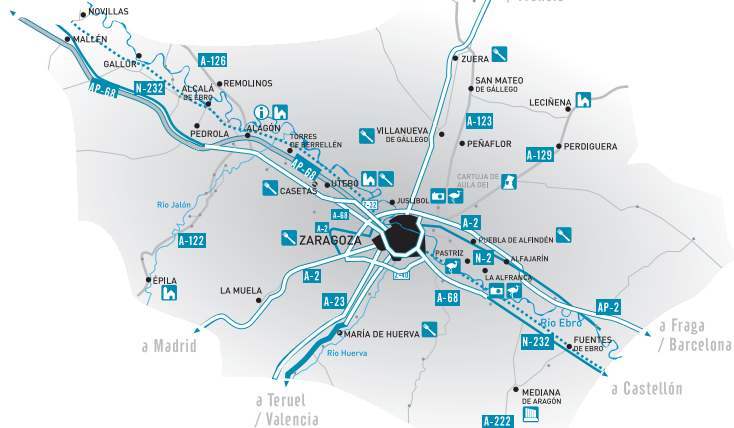 / Francia
NOVILLAS
MALLÉN
GALLUR
A-126
ZUERA
N-232
AP-68
ALCALÁ
DE EBRO
REMOLINOS
SAN MATEO
DE GÁLLEGO
LECIÑENA
i
PEDROLA
ALAGÓN
TORRES
DE BERRELLÉN
VILLANUEVA
DE GÁLLEGO
A-123
PEÑAFLOR
A-129
PERDIGUERA
AP-68
CARTUJA DE
AULA DEI
CASETAS
UTEBO
JUSLIBOL
Río Jalón
Z-32
A-68
A-2
A-2
A-122
ZARAGOZA
PUEBLA DE ALFINDÉN
PASTRIZ
N-2
ALFAJARÍN
A-2
Z-40
LA ALFRANCA
ÉPILA
LA MUELA
A-23
A-68
AP-2
Río Ebro
MARÍA DE HUERVA
N-232
FUENTES
DE EBRO
a Madrid
Río Huerva
a Fraga
/ Barcelona
a Castellón
MEDIANA
DE ARAGÓN
a Teruel
/ Valencia
A-222